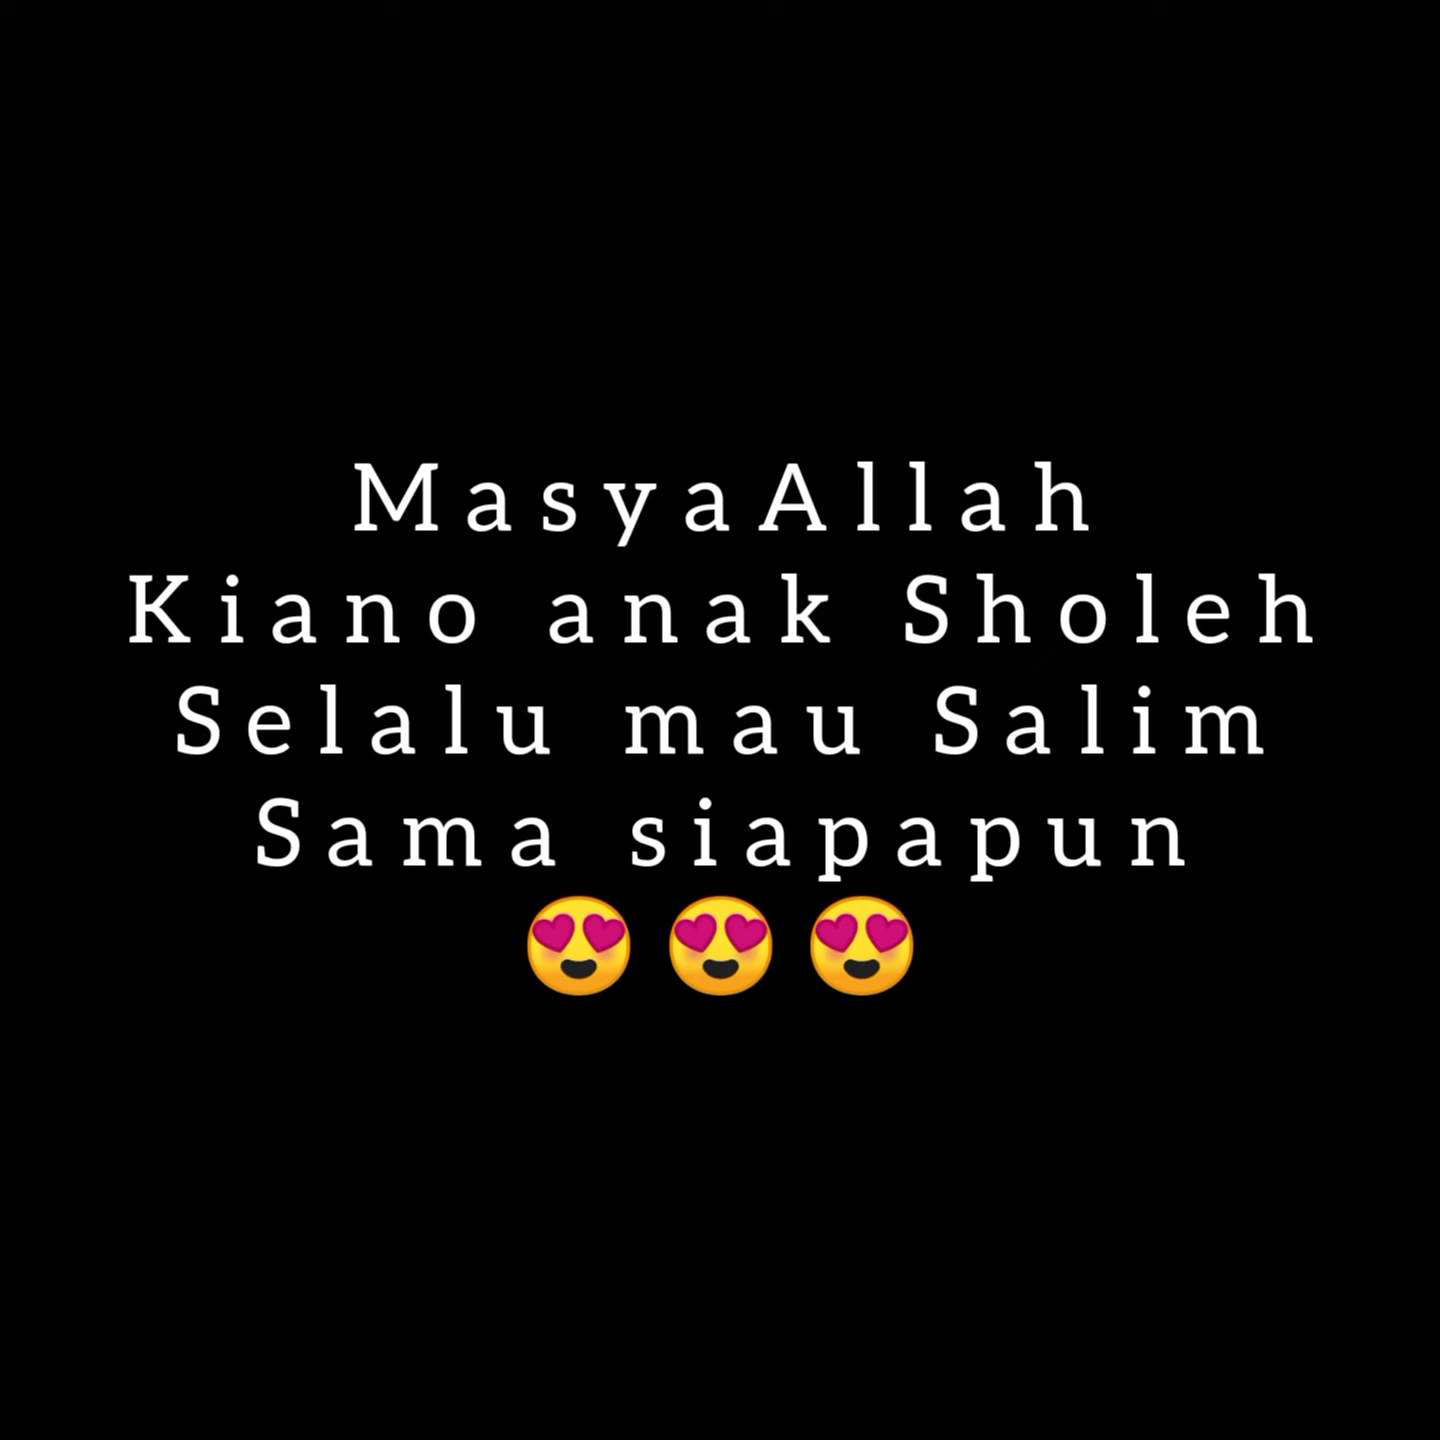 MasyaAllah
Kiano anak Sholeh
Selalu mau Salim
Sama siapapun
😍😍😍